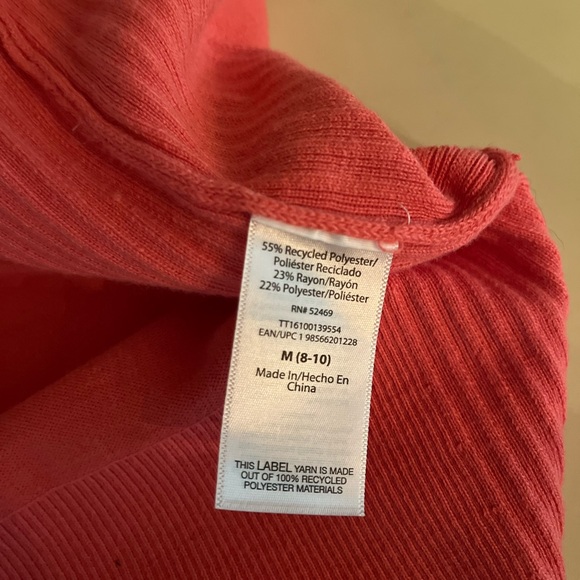 55% Recycled Polyester/
Poliéster Reciclado
23% Rayon/Rayón
22% Polyester/Poliéster
RN# 52469
TT16100139554
EAN/UPC 1 98566201228
M (8-10)
Made In/Hecho En
China
THIS LABEL YARN IS MADE
OUT OF 100% RECYCLED
POLYESTER MATERIALS